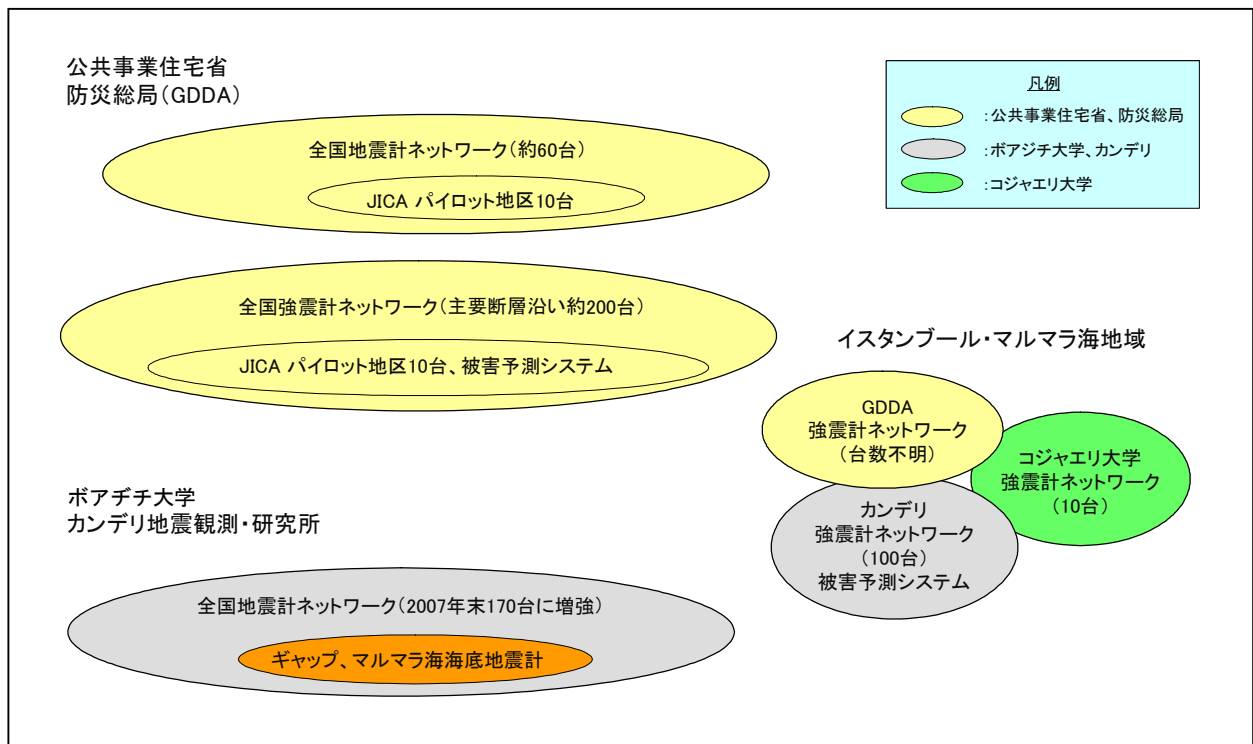 公共事業住宅省
防災総局(GDDA)
全国地震計ネットワーク(約60台)
JICA パイロット地区10台
全国強震計ネットワーク(主要断層沿い約200台)
JICA パイロット地区10台、被害予測システム
ボアヂチ大学
カンデリ地震観測・研究所
全国地震計ネットワーク(2007年末170台に増強)
ギャップ、マルマラ海海底地震計
凡例
:公共事業住宅省、防災総局
:ボアジチ大学、カンデリ
:コジャエリ大学
イスタンブール・マルマラ海地域
GDDA
強震計ネットワーク
(台数不明)
コジャエリ大学
強震計ネットワーク
(10台)
カンデリ
強震計ネットワーク
(100台)
被害予測システム